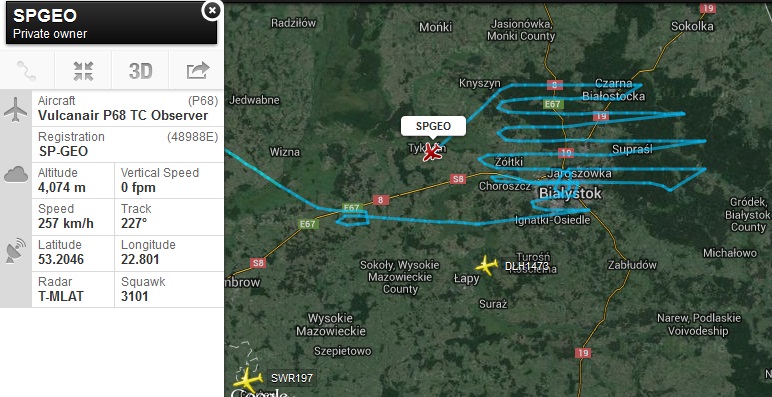 SPGEO
Private owner
3D
Aircraft (P68)
Vulcanair P68 TC Observer
Registration (48988E)
SP-GEO
Altitude Vertical Speed
4,074 m 0 fpm
Speed Track
257 km/h 227°
Latitude Longitude
53.2046 22.801
Radar Squawk
T-MLAT 3101
19
Radziłów
Mońki
Jasionówka,
Mońki County
Sokolka
Knyszyn
8
Czarna
Białostocka
Jedwabne
E67
19
SPGEO
Wizna
19
Supraśl
Żółtki
S8
Jaroszówka
Choroszcz
8
Białystok
E67
E67
Ignatki-Osiedle
Gródek,
Białystok
County
Michałowo
S8
Sokoły, Wysokie
Mazowieckie
County
DLH1473
Turośń
Kościelna
Łapy
Zabłudów
mbrow
Suraż
Wysokie
Mazowieckie
Narew, Podlaskie
Voivodeship
Szepietowo
19
SWR197
Google